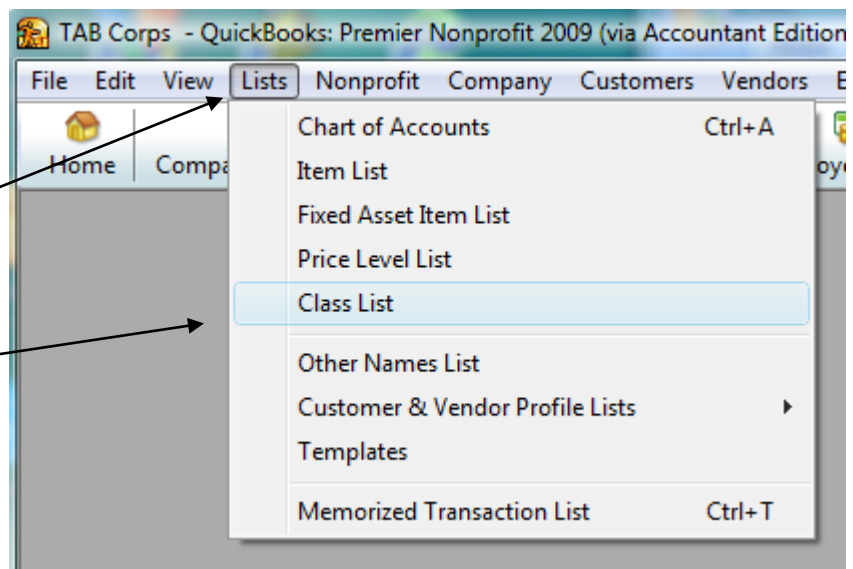 TAB Corps - QuickBooks: Premier Nonprofit 2009 (via Accountant Edition
File Edit View Lists Nonprofit Company Customers Vendors E
Chart of Accounts Ctrl+A
Home Compa
Item List
oye
Fixed Asset Item List
Price Level List
Class List
Other Names List
Customer & Vendor Profile Lists
Templates
Memorized Transaction List Ctrl+T